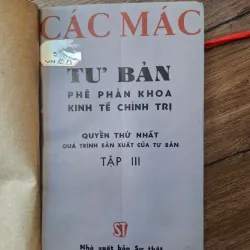 CÁC MÁC
TƯ BẢN
PHÊ PHÁN KHOA
KINH TẾ CHÍNH TRỊ
QUYỂN THỨ NHẤT
QUÁ TRÌNH SẢN XUẤT CỦA TƯ BẢN
TẬP III
ST
Nhà xuất bản Sự thật